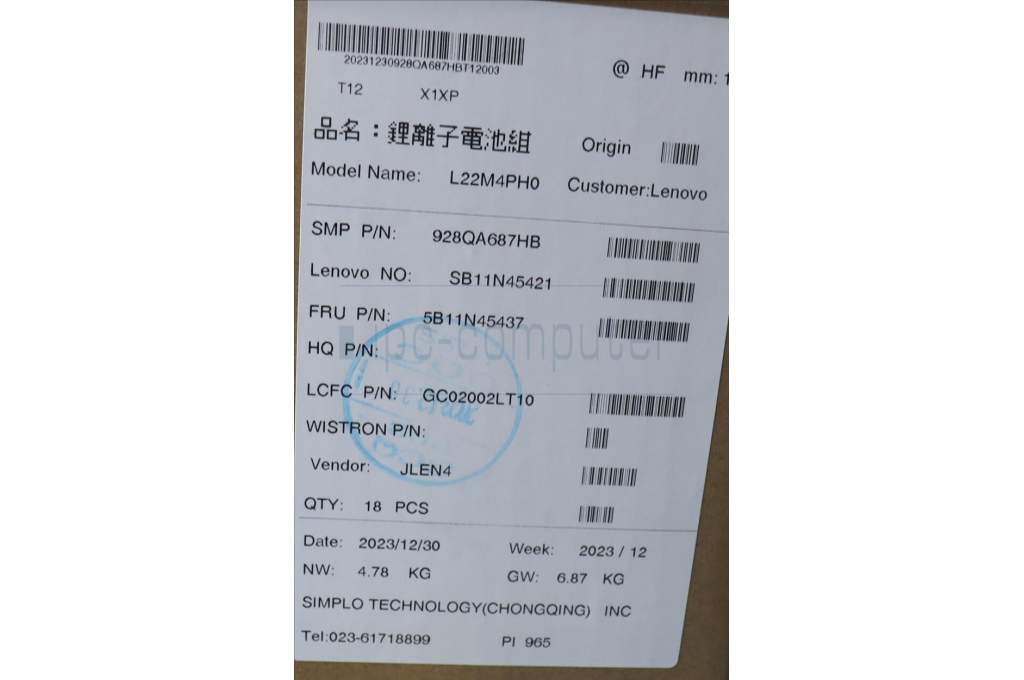 20231230928QA687HBT12003
@ HF mm:
T12 X1XP
品名：鋰離子電池組
Origin
Model Name: L22M4PH0 Customer:Lenovo
SMP P/N: 928QA687HB
Lenovo NO: SB11N45421
FRU P/N: 5B11N45437
ipc-computer
HQ P/N:
LCFC P/N: GC02002LT10
WISTRON P/N:
Vendor: JLEN4
QTY: 18 PCS
Date: 2023/12/30 Week: 2023 / 12
NW: 4.78 KG GW: 6.87 KG
SIMPLO TECHNOLOGY(CHONGQING) INC
Tel:023-61718899 PI 965